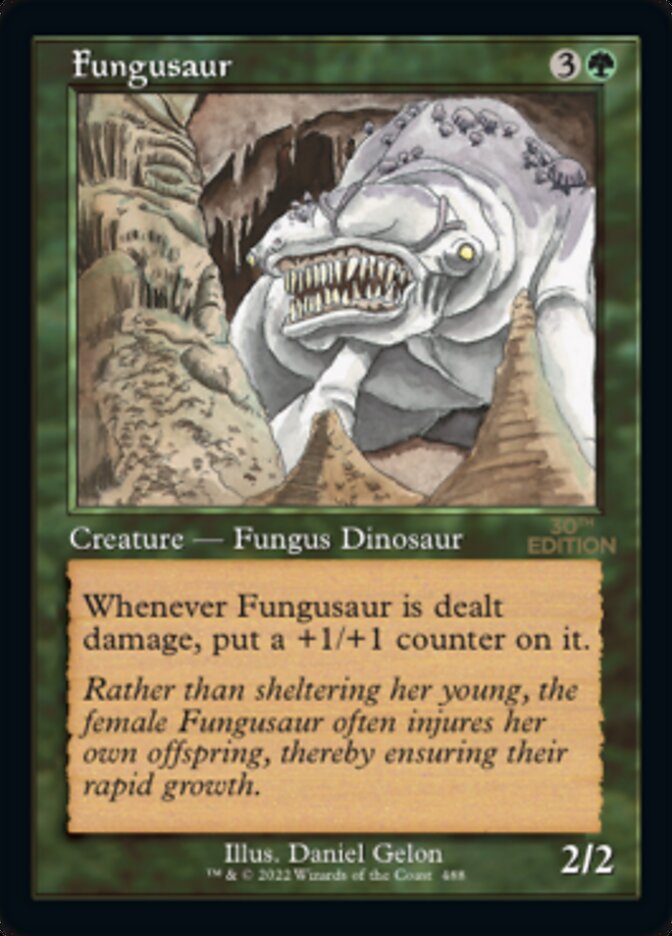 Fungusaur
3
Creature — Fungus Dinosaur
30TH
EDITION
Whenever Fungusaur is dealt
damage, put a +1/+1 counter on it.
Rather than sheltering her young, the
female Fungusaur often injures her
own offspring, thereby ensuring their
rapid growth.
Illus. Daniel Gelon
™ & © 2022 Wizards of the Coast 488
2/2